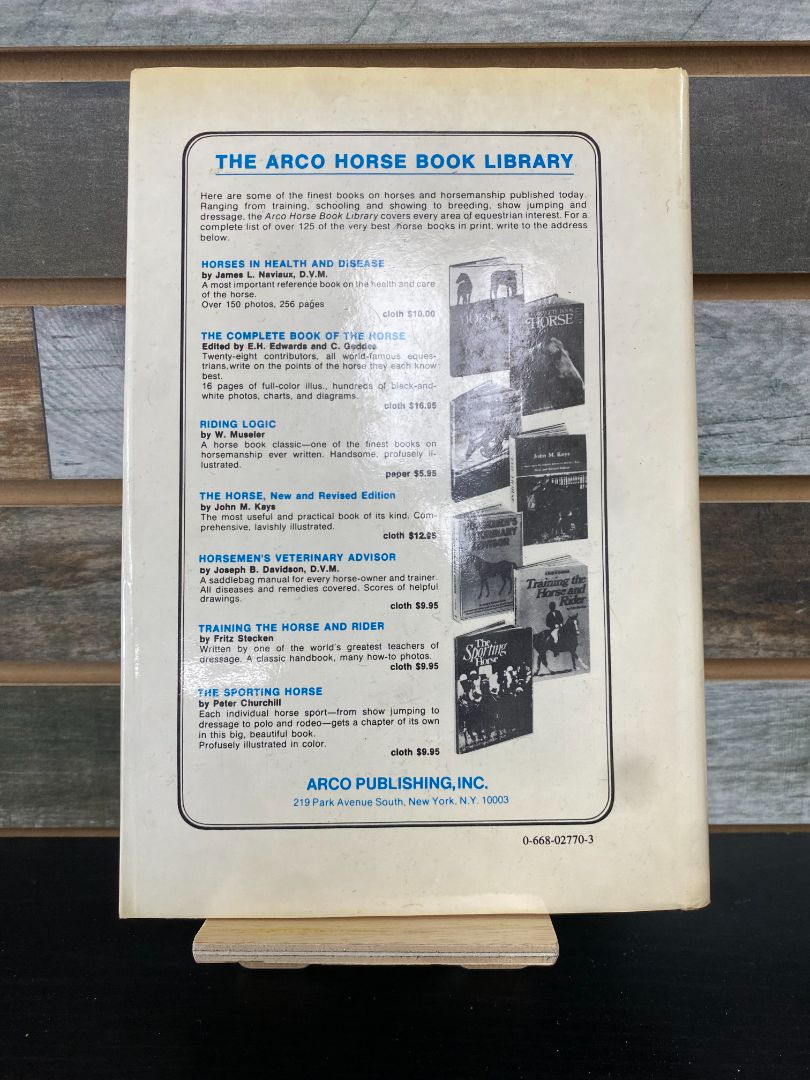 THE ARCO HORSE BOOK LIBRARY
Here are some of the finest books on horses and horsemanship published today.
Ranging from training, schooling and showing to breeding, show jumping and
dressage, the Arco Horse Book Library covers every area of equestrian interest. For a
complete list of over 125 of the very best horse books in print, write to the address
below.
HORSES IN HEALTH AND DISEASE
by James L. Naviaux, D.V.M.
A most important reference book on the health and care
of the horse.
Over 150 photos, 256 pages
cloth $10.00
THE COMPLETE BOOK OF THE HORSE
Edited by E.H. Edwards and C. Geddes
Twenty-eight contributors, all world-famous eques-
trians, write on the points of the horse they each know
best.
16 pages of full-color illus., hundreds of black-and-
white photos, charts, and diagrams.
cloth $16.95
RIDING LOGIC
by W. Museler
A horse book classic—one of the finest books on
horsemanship ever written. Handsome, profusely il-
lustrated.
paper $5.95
THE HORSE, New and Revised Edition
by John M. Kays
The most useful and practical book of its kind. Com-
prehensive, lavishly illustrated.
cloth $12.95
HORSEMEN'S VETERINARY ADVISOR
by Joseph B. Davidson, D.V.M.
A saddlebag manual for every horse-owner and trainer.
All diseases and remedies covered. Scores of helpful
drawings.
cloth $9.95
TRAINING THE HORSE AND RIDER
by Fritz Stecken
Written by one of the world's greatest teachers of
dressage. A classic handbook, many how-to photos.
cloth $9.95
THE SPORTING HORSE
by Peter Churchill
Each individual horse sport—from show jumping to
dressage to polo and rodeo—gets a chapter of its own
in this big, beautiful book.
Profusely illustrated in color.
cloth $9.95
HORSES
HORSE
John M. Kays
HORSEMEN'S
VETERINARY
ADVISOR
Training the
Horse and
Rider
The
Sporting
Horse
ARCO PUBLISHING, INC.
219 Park Avenue South, New York, N.Y. 10003
0-668-02770-3